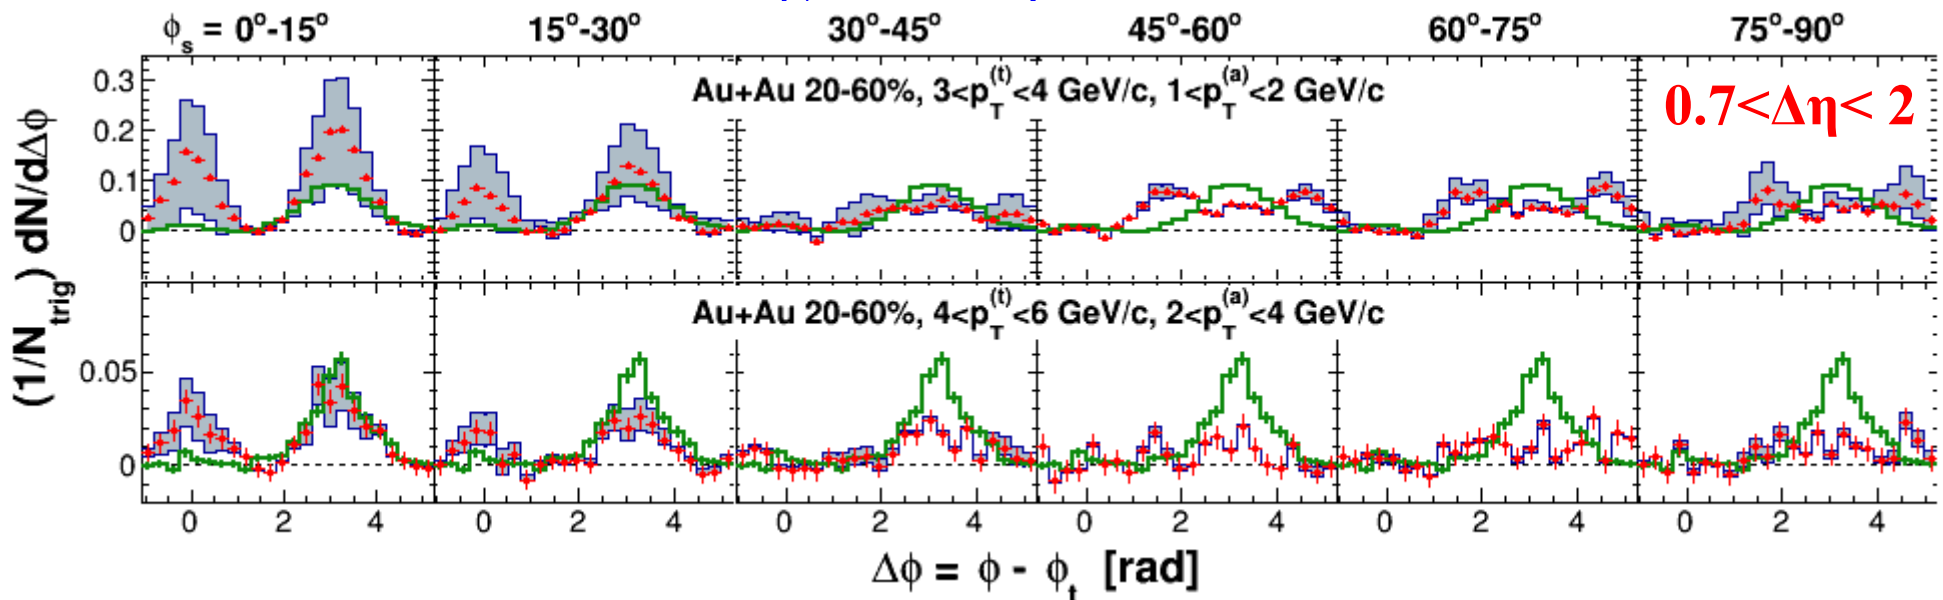 ϕs = 0°-15° 15°-30° 30°-45° 45°-60° 60°-75° 75°-90°
Au+Au 20-60%, 3<pT(t)<4 GeV/c, 1<pT(a)<2 GeV/c
0.7<Δη< 2
0.3
0.2
0.1
0
(1/Ntrig) dN/dΔϕ
Au+Au 20-60%, 4<pT(t)<6 GeV/c, 2<pT(a)<4 GeV/c
0.05
0
0 2 4 0 2 4 0 2 4 0 2 4 0 2 4 0 2 4
Δϕ = ϕ - ϕt [rad]